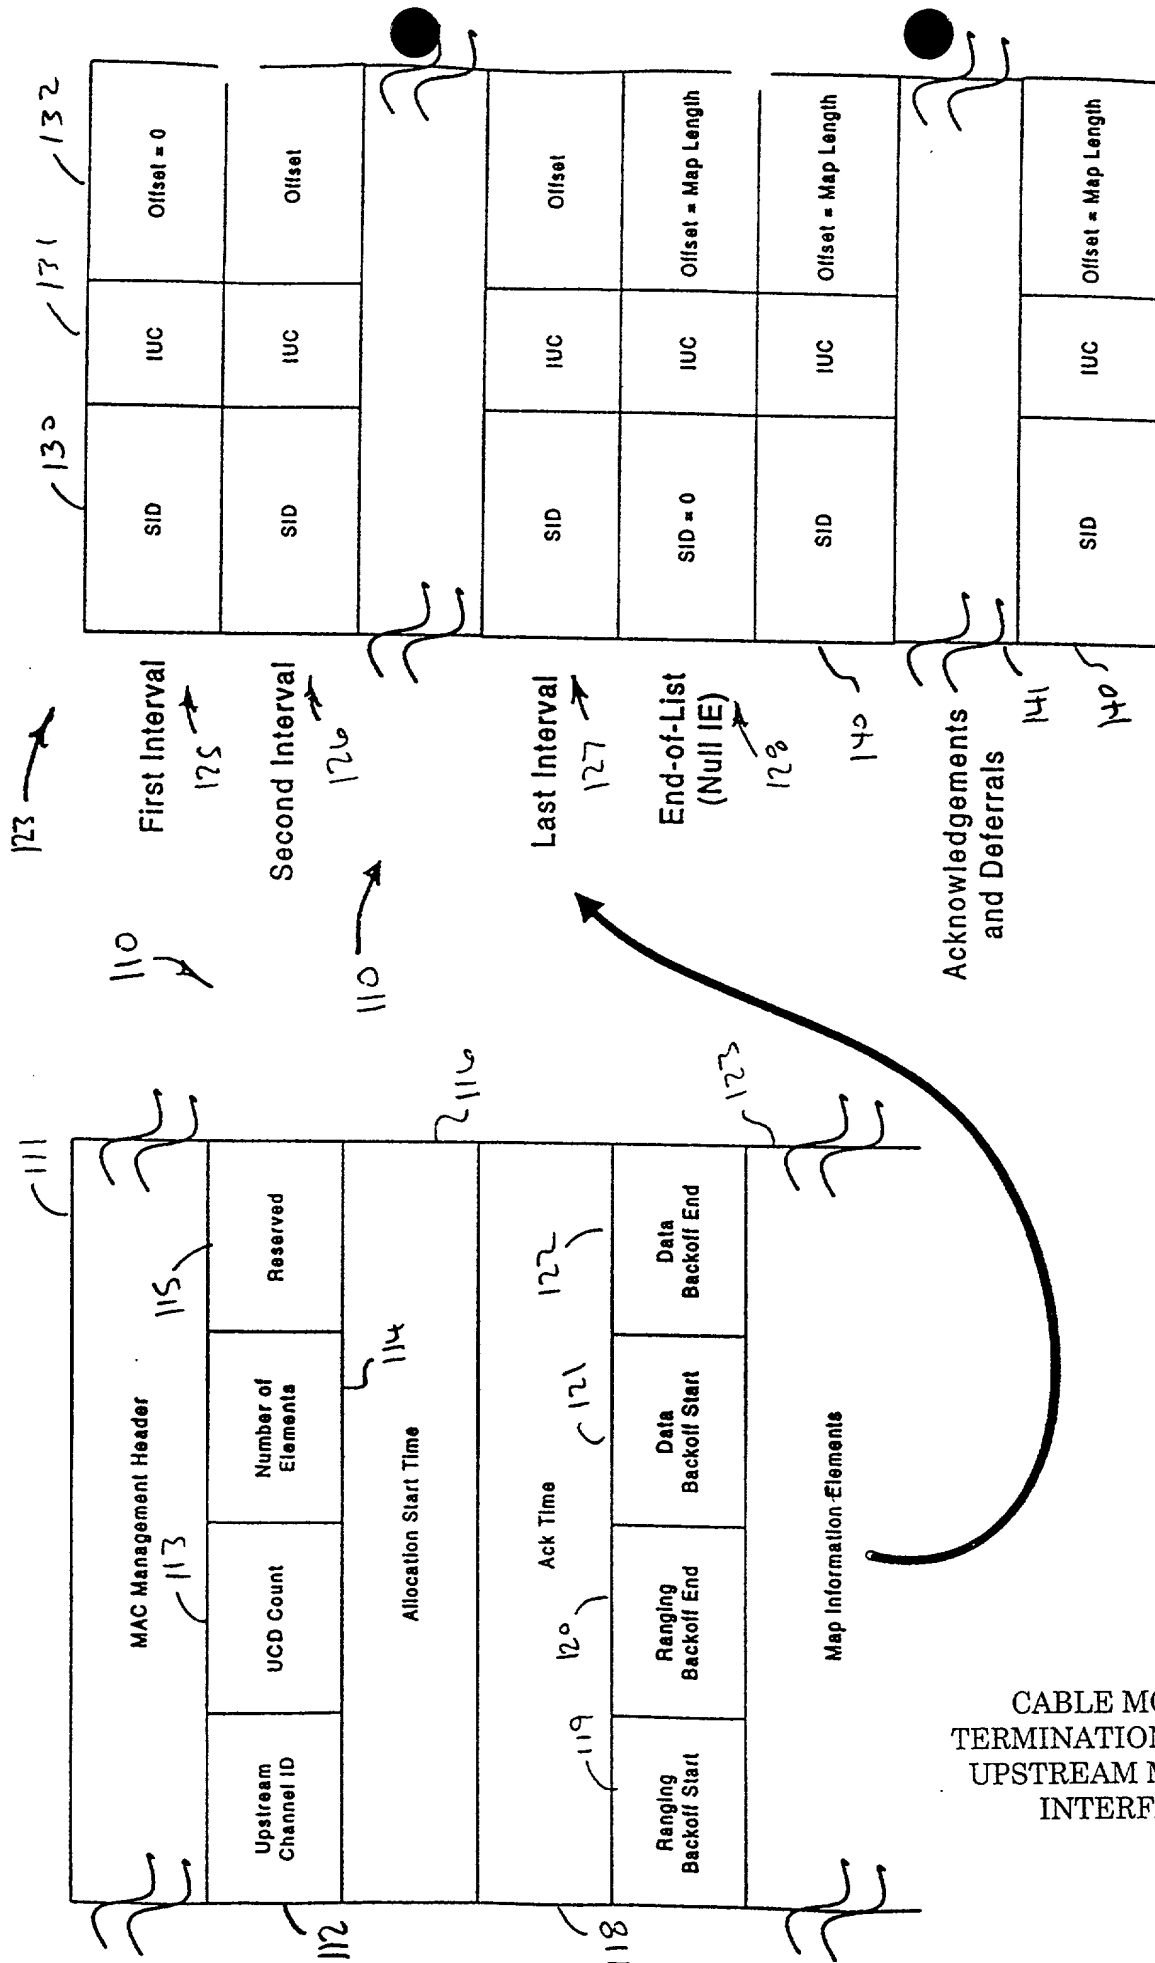 111
MAC Management Header
113
115
Upstream
Channel ID
UCD Count
Number of
Elements
Reserved
112
114
Allocation Start Time
116
Ack Time
118
119
120
121
122
Ranging
Backoff Start
Ranging
Backoff End
Data
Backoff Start
Data
Backoff End
123
Map Information Elements
110
110
123
130
131
132
First Interval
125
SID
IUC
Offset = 0
Second Interval
126
SID
IUC
Offset
Last Interval
127
SID
IUC
Offset
End-of-List
(Null IE)
128
SID = 0
IUC
Offset = Map Length
140
SID
IUC
Offset = Map Length
Acknowledgements
and Deferrals
141
140
SID
IUC
Offset = Map Length
CABLE MO
TERMINATION
UPSTREAM M
INTERF